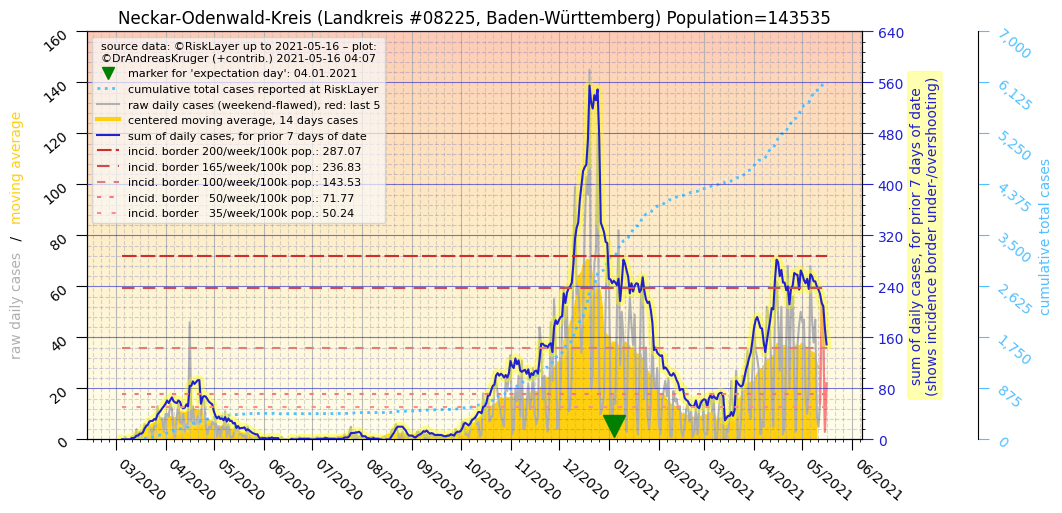 Neckar-Odenwald-Kreis (Landkreis #08225, Baden-Württemberg) Population=143535
source data: ©RiskLayer up to 2021-05-16 – plot:
©DrAndreasKruger (+contrib.) 2021-05-16 04:07
marker for 'expectation day': 04.01.2021
cumulative total cases reported at RiskLayer
raw daily cases (weekend-flawed), red: last 5
centered moving average, 14 days cases
sum of daily cases, for prior 7 days of date
incid. border 200/week/100k pop.: 287.07
incid. border 165/week/100k pop.: 236.83
incid. border 100/week/100k pop.: 143.53
incid. border   50/week/100k pop.: 71.77
incid. border   35/week/100k pop.: 50.24
raw daily cases  /  moving average
160
140
120
100
80
60
40
20
0
640
560
480
400
320
240
160
80
0
sum of daily cases, for prior 7 days of date
(shows incidence border under-/overshooting)
7,000
6,125
5,250
4,375
3,500
2,625
1,750
875
0
cumulative total cases
03/2020
04/2020
05/2020
06/2020
07/2020
08/2020
09/2020
10/2020
11/2020
12/2020
01/2021
02/2021
03/2021
04/2021
05/2021
06/2021